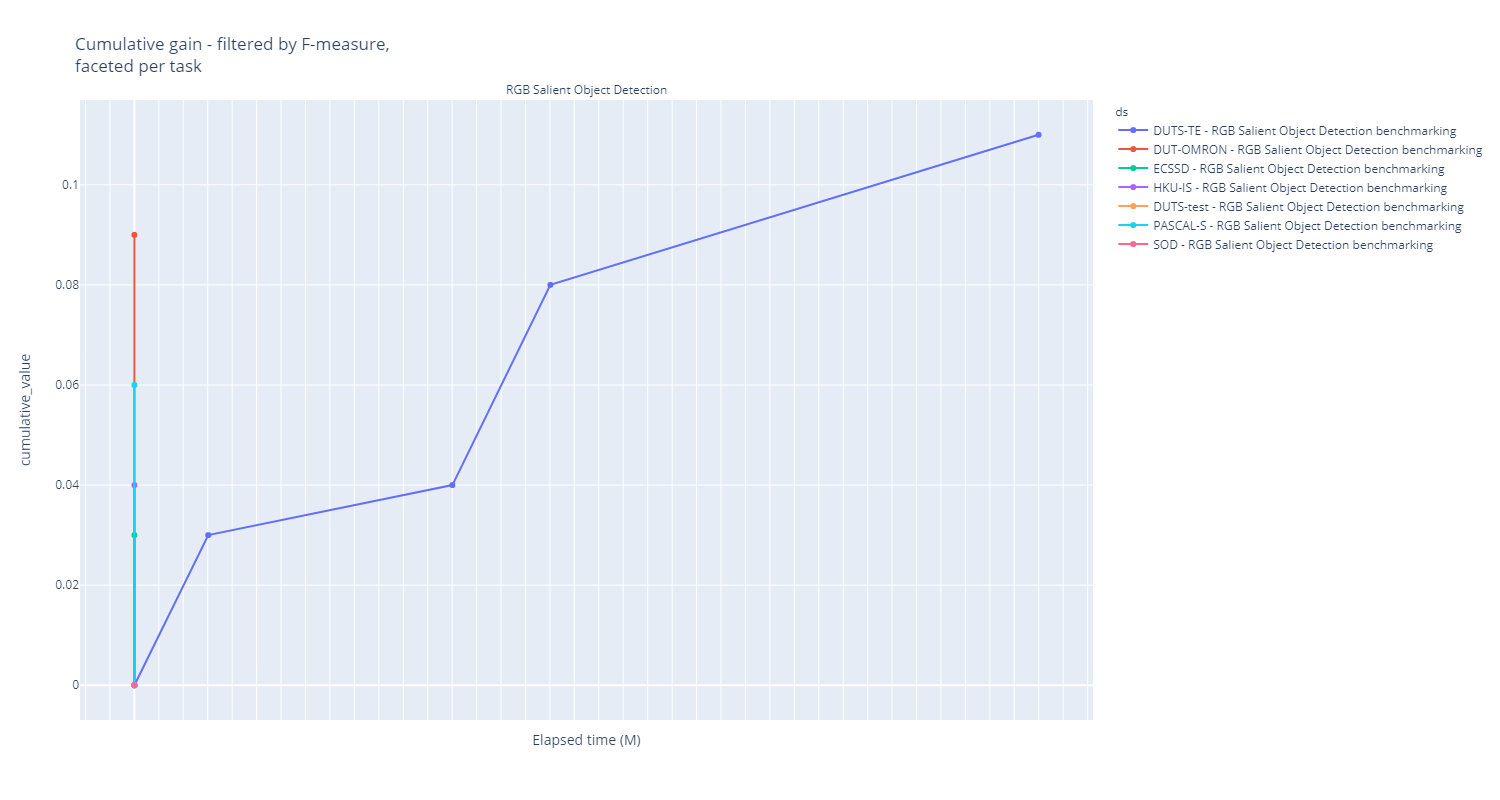 Cumulative gain - filtered by F-measure,
faceted per task
RGB Salient Object Detection
ds
DUTS-TE - RGB Salient Object Detection benchmarking
DUT-OMRON - RGB Salient Object Detection benchmarking
ECSSD - RGB Salient Object Detection benchmarking
HKU-IS - RGB Salient Object Detection benchmarking
DUTS-test - RGB Salient Object Detection benchmarking
PASCAL-S - RGB Salient Object Detection benchmarking
SOD - RGB Salient Object Detection benchmarking
0.1
0.08
0.06
0.04
0.02
0
cumulative_value
Elapsed time (M)